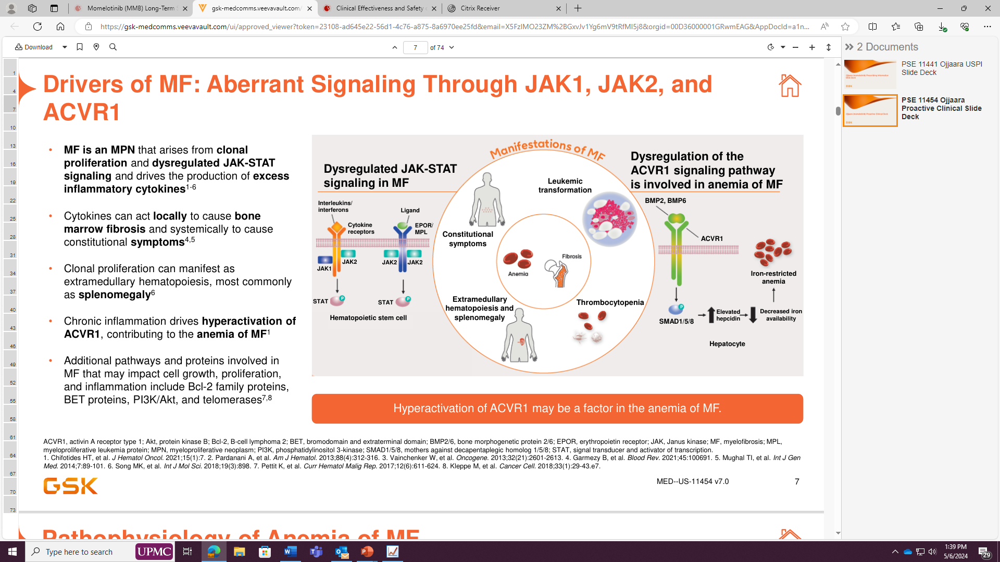 Momelotinib (MMB) Long-Term
gsk-medcomms.veevavault.com/
Clinical Effectiveness and Safety
Citrix Receiver
https://gsk-medcomms.veevavault.com/ui/approved_viewer?token=23108-ad645e22-56d1-4c76-a875-8a6970ee25fd&email=X5FzIMO23ZM%2BGxvJv1Yg6mV9tRfMI5j8&orgid=00D36000001GRwmEAG&AppDocId=a1n...
Download
7 of 74
2 Documents
PSE 11441 Ojjaara USPI
Slide Deck
PSE 11454 Ojjaara
Proactive Clinical Slide
Deck
1
4
7
10
13
16
19
22
25
28
31
34
37
40
43
46
49
52
55
58
61
64
67
70
73
Drivers of MF: Aberrant Signaling Through JAK1, JAK2, and
ACVR1
• MF is an MPN that arises from clonal
proliferation and dysregulated JAK-STAT
signaling and drives the production of excess
inflammatory cytokines1-6
• Cytokines can act locally to cause bone
marrow fibrosis and systemically to cause
constitutional symptoms4,5
• Clonal proliferation can manifest as
extramedullary hematopoiesis, most commonly
as splenomegaly6
• Chronic inflammation drives hyperactivation of
ACVR1, contributing to the anemia of MF1
• Additional pathways and proteins involved in
MF that may impact cell growth, proliferation,
and inflammation include Bcl-2 family proteins,
BET proteins, PI3K/Akt, and telomerases7,8
Manifestations of MF
Dysregulated JAK-STAT
signaling in MF
Interleukins/
interferons
Cytokine
receptors
Ligand
EPOR/
MPL
JAK1
JAK2
JAK2
JAK2
STAT
P
STAT
P
Hematopoietic stem cell
Constitutional
symptoms
Leukemic
transformation
Anemia
Fibrosis
Extramedullary
hematopoiesis and
splenomegaly
Thrombocytopenia
Dysregulation of the
ACVR1 signaling pathway
is involved in anemia of MF
BMP2, BMP6
ACVR1
Iron-restricted
anemia
P
SMAD1/5/8
Elevated
hepcidin
Decreased iron
availability
Hepatocyte
Hyperactivation of ACVR1 may be a factor in the anemia of MF.
ACVR1, activin A receptor type 1; Akt, protein kinase B; Bcl-2, B-cell lymphoma 2; BET, bromodomain and extraterminal domain; BMP2/6, bone morphogenetic protein 2/6; EPOR, erythropoietin receptor; JAK, Janus kinase; MF, myelofibrosis; MPL,
myeloproliferative leukemia protein; MPN, myeloproliferative neoplasm; PI3K, phosphatidylinositol 3-kinase; SMAD1/5/8, mothers against decapentaplegic homolog 1/5/8; STAT, signal transducer and activator of transcription.
1. Chifotides HT, et al. J Hematol Oncol. 2021;15(1):7. 2. Pardanani A, et al. Am J Hematol. 2013;88(4):312-316. 3. Vainchenker W, et al. Oncogene. 2013;32(21):2601-2613. 4. Garmezy B, et al. Blood Rev. 2021;45:100691. 5. Mughal TI, et al. Int J Gen
Med. 2014;7:89-101. 6. Song MK, et al. Int J Mol Sci. 2018;19(3):898. 7. Pettit K, et al. Curr Hematol Malig Rep. 2017;12(6):611-624. 8. Kleppe M, et al. Cancer Cell. 2018;33(1):29-43.e7.
GSK
MED--US-11454 v7.0
7
Pathophysiology of Anemia of MF
Type here to search
UPMC
1:39 PM
5/6/2024
29